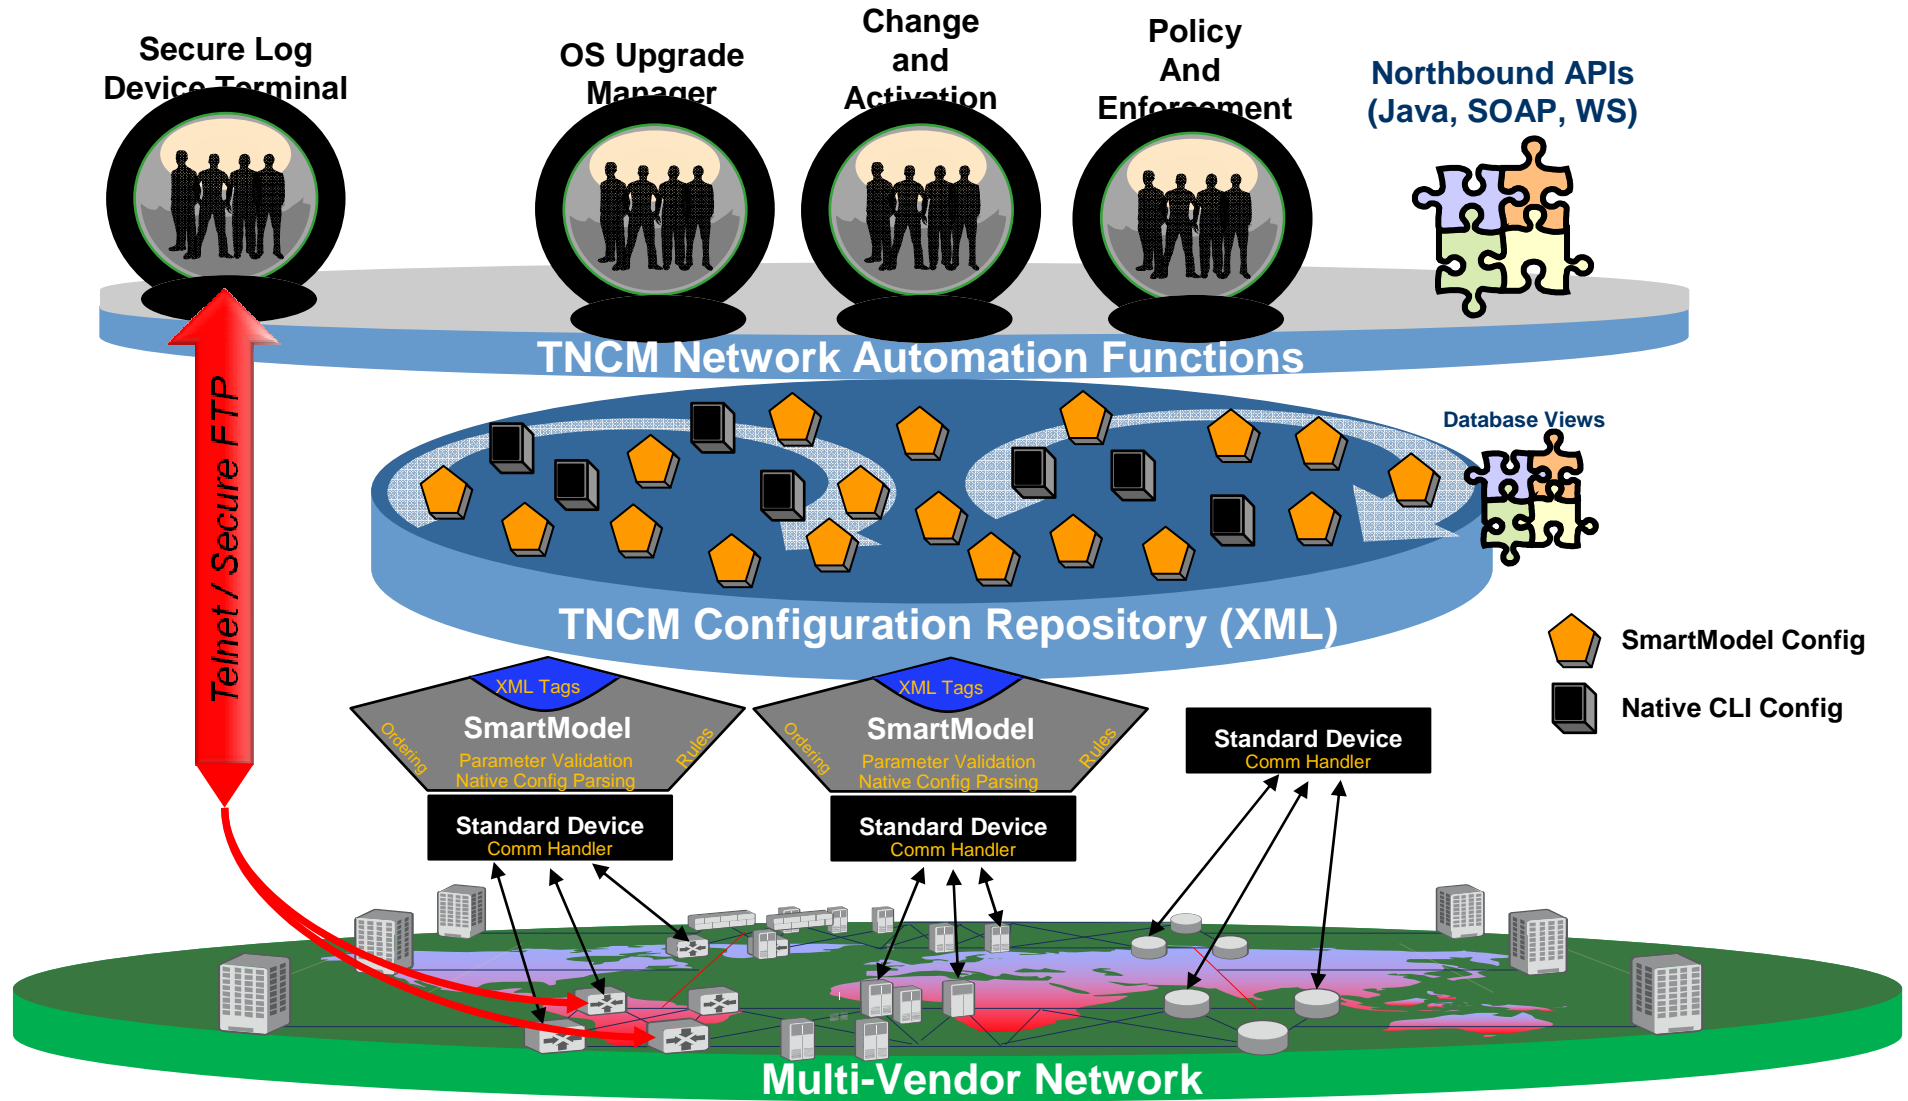 Secure Log
Device Terminal
OS Upgrade
Manager
Change
and
Activation
Policy
And
Enforcement
Northbound APIs
(Java, SOAP, WS)
TNCM Network Automation Functions
Telnet / Secure FTP
Database Views
TNCM Configuration Repository (XML)
SmartModel Config
Native CLI Config
XML Tags
SmartModel
Ordering
Rules
Parameter Validation
Native Config Parsing
Standard Device
Comm Handler
XML Tags
SmartModel
Ordering
Rules
Parameter Validation
Native Config Parsing
Standard Device
Comm Handler
Standard Device
Comm Handler
Multi-Vendor Network